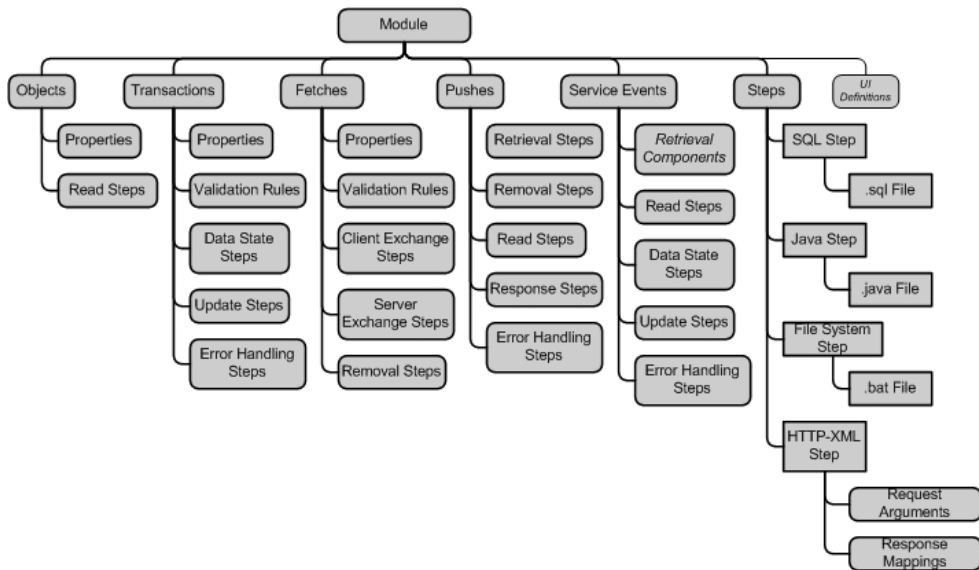 Module
Objects
Transactions
Fetches
Pushes
Service Events
Steps
UI
Definitions
Properties
Read Steps
Properties
Validation Rules
Data State
Steps
Update Steps
Error Handling
Steps
Properties
Validation Rules
Client Exchange
Steps
Server
Exchange Steps
Removal Steps
Retrieval Steps
Removal Steps
Read Steps
Response Steps
Error Handling
Steps
Retrieval
Components
Read Steps
Data State
Steps
Update Steps
Error Handling
Steps
SQL Step
.sql File
Java Step
.java File
File System
Step
.bat File
HTTP-XML
Step
Request
Arguments
Response
Mappings